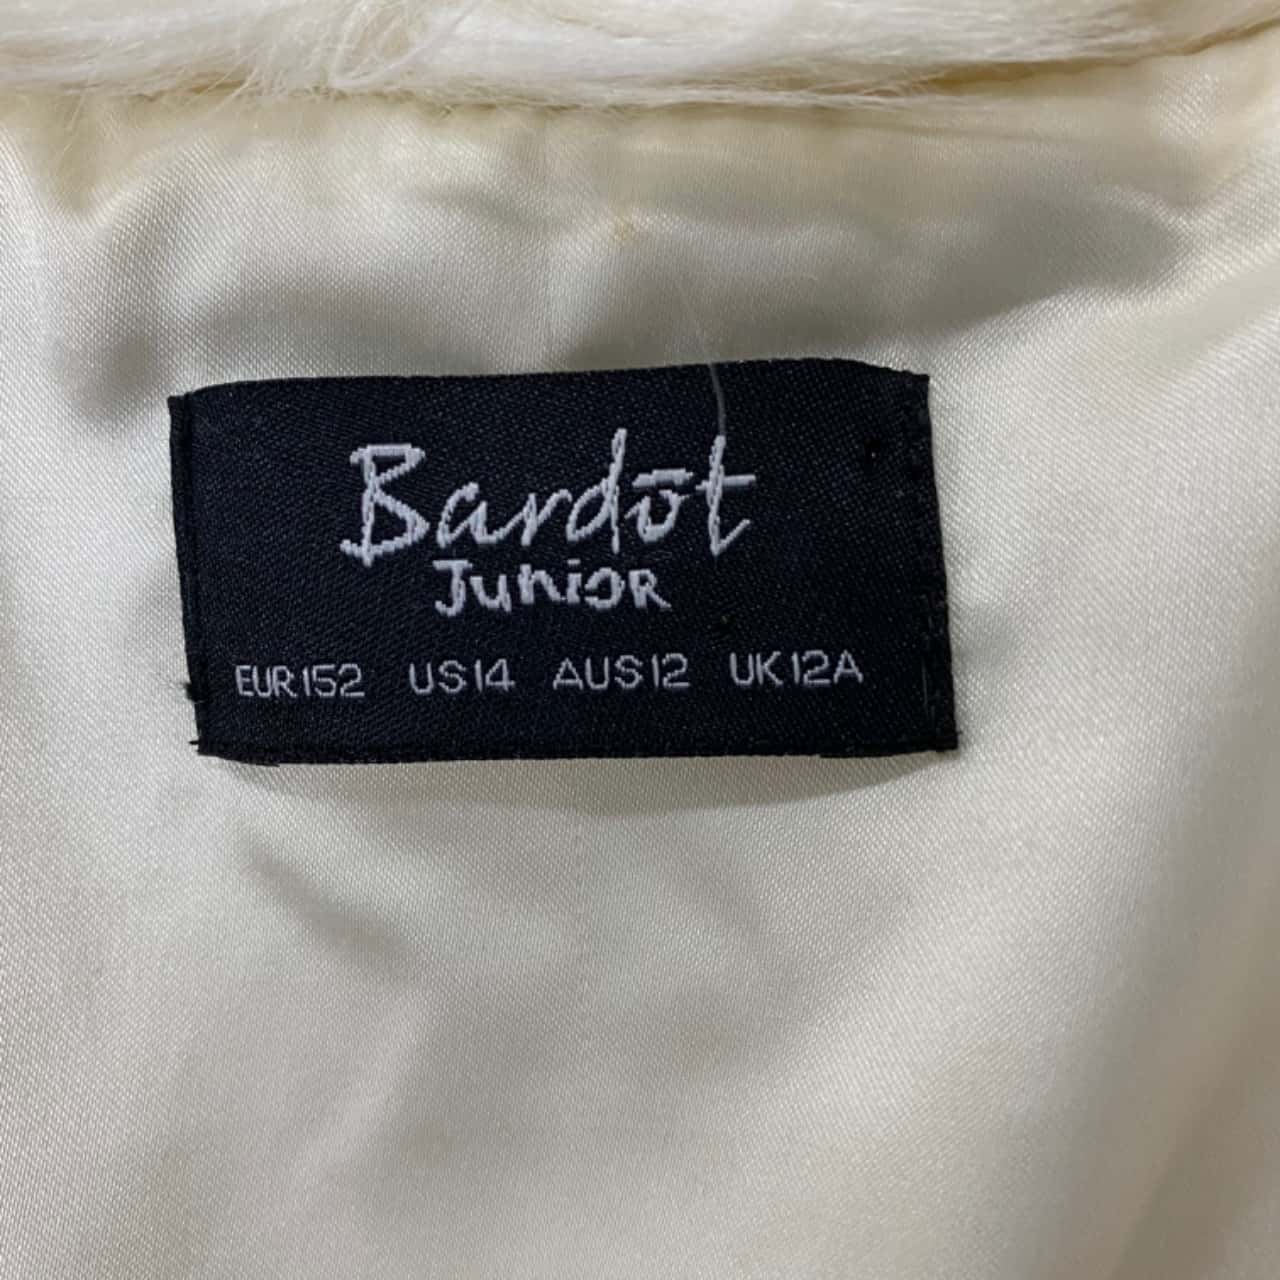 Bardōt
JuniOR
EUR152 US14 AUS12 UK12A